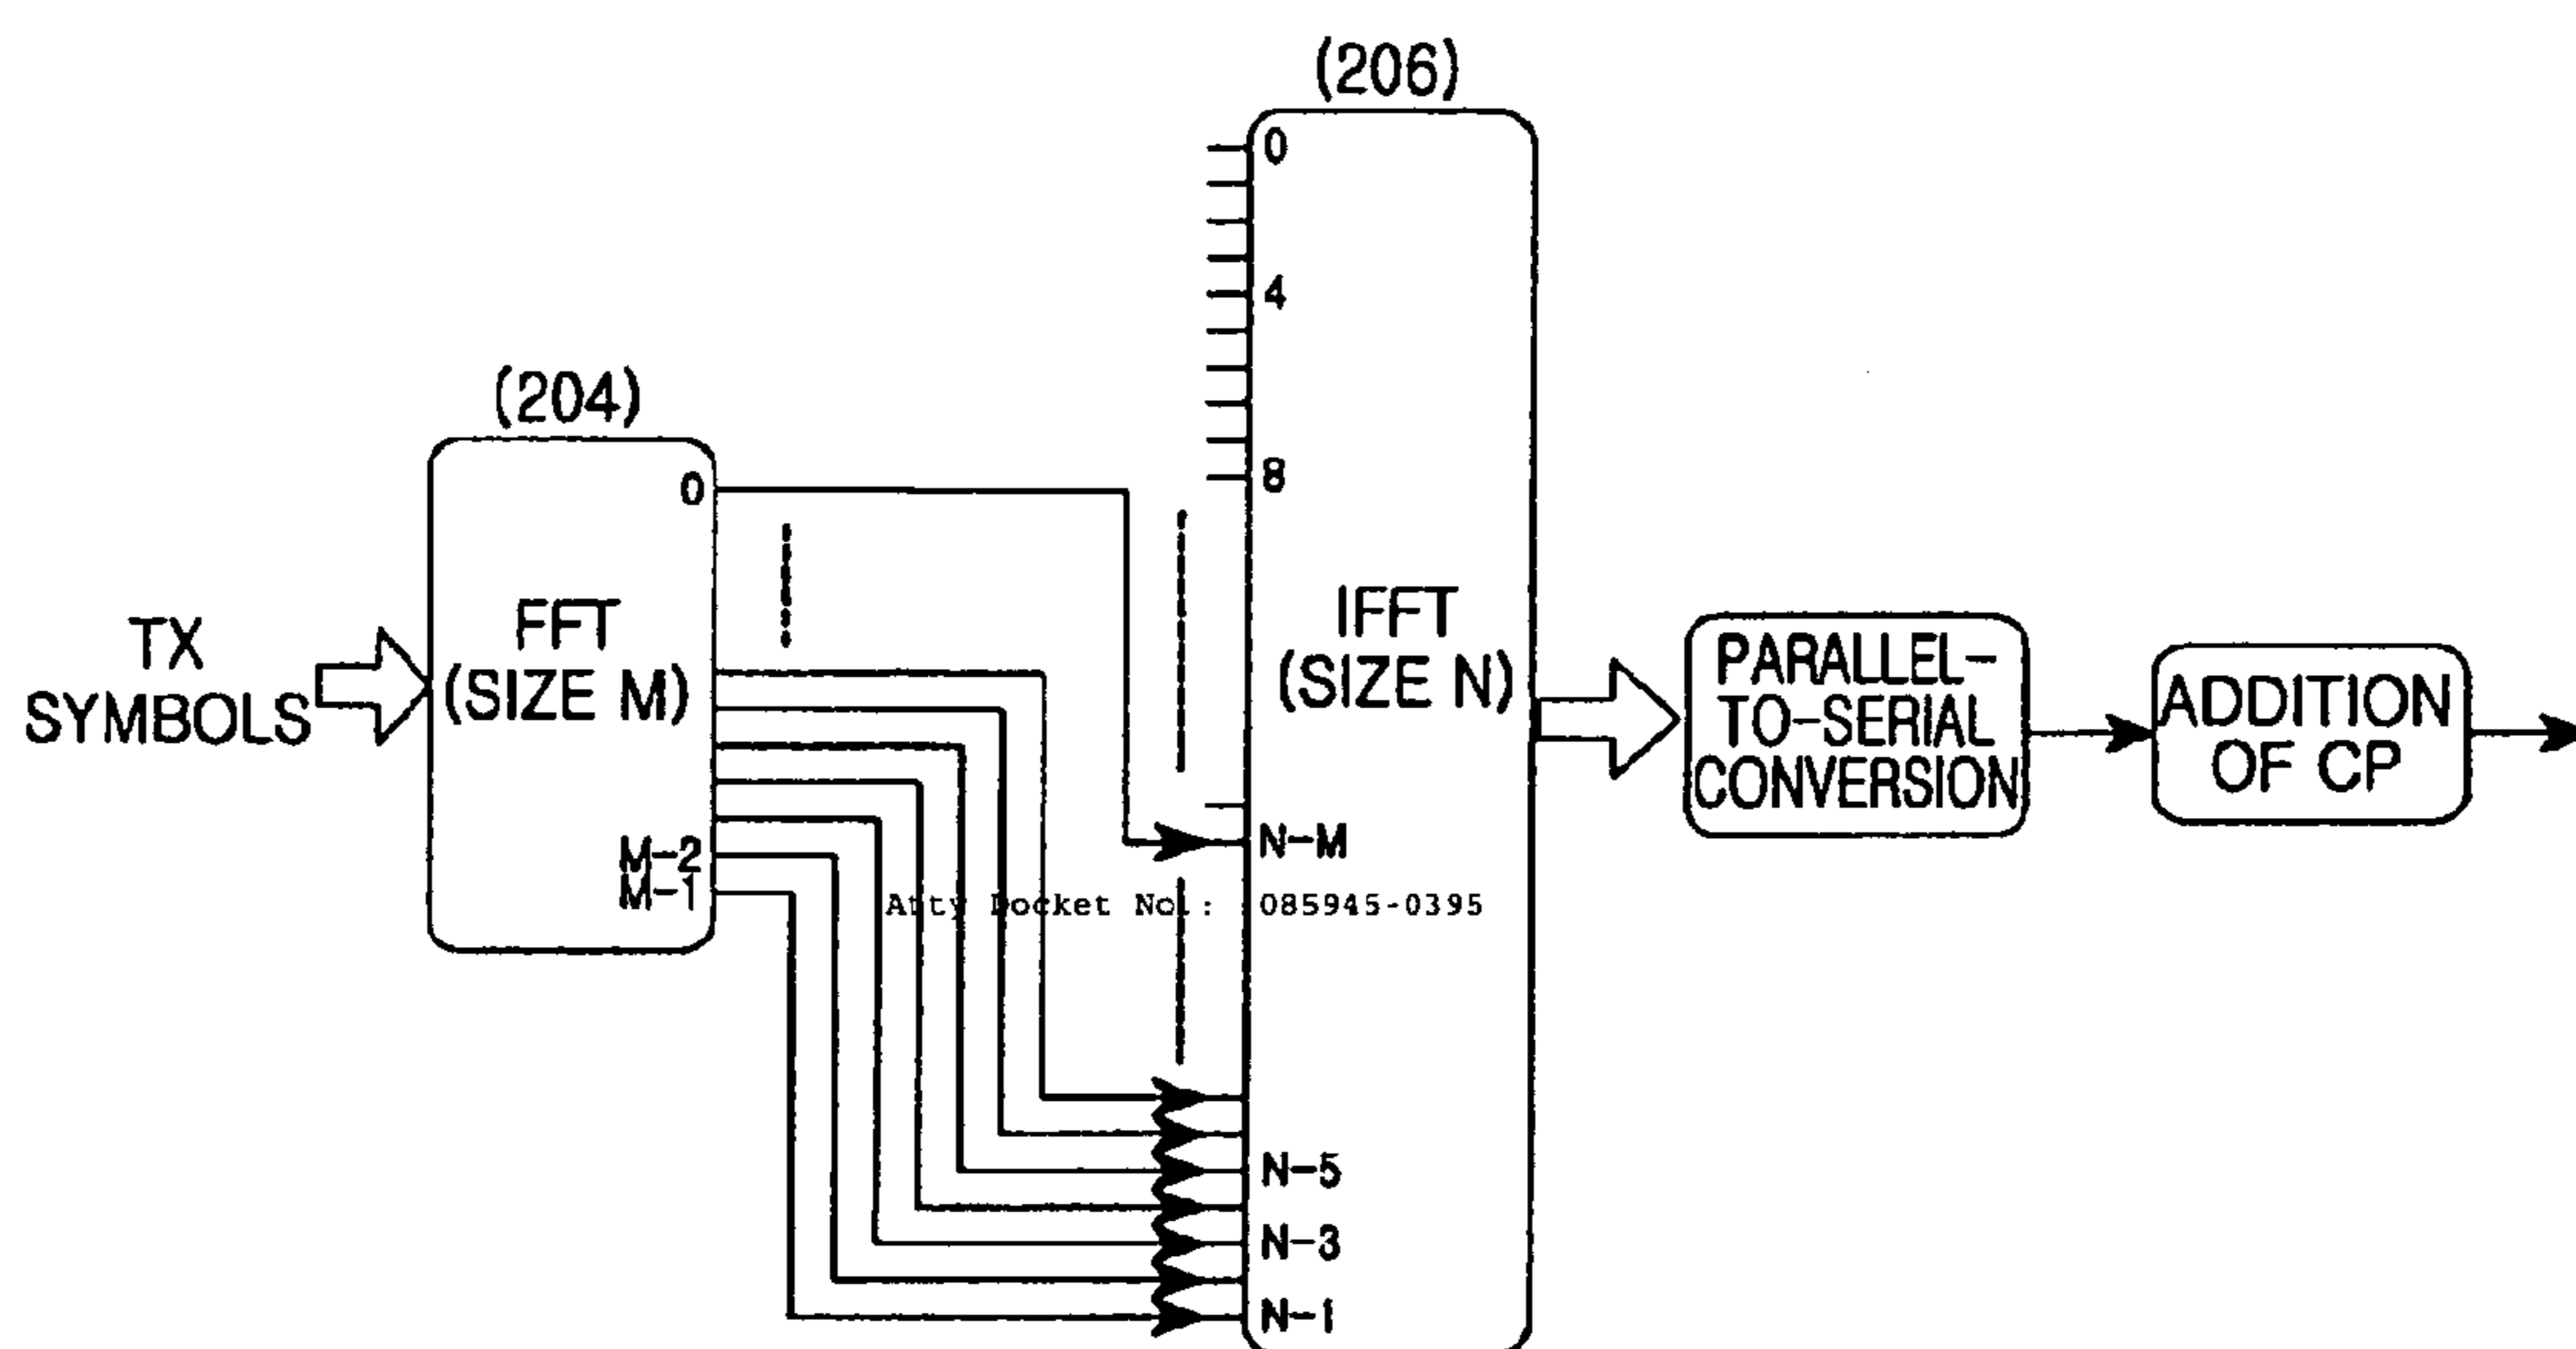 (206)
0
4
8
(204)
0
FFT
(SIZE M)
M-2
M-1
TX
SYMBOLS
IFFT
(SIZE N)
N-M
N-5
N-3
N-1
PARALLEL-
TO-SERIAL
CONVERSION
ADDITION
OF CP
Atty Docket No.: 085945-0395